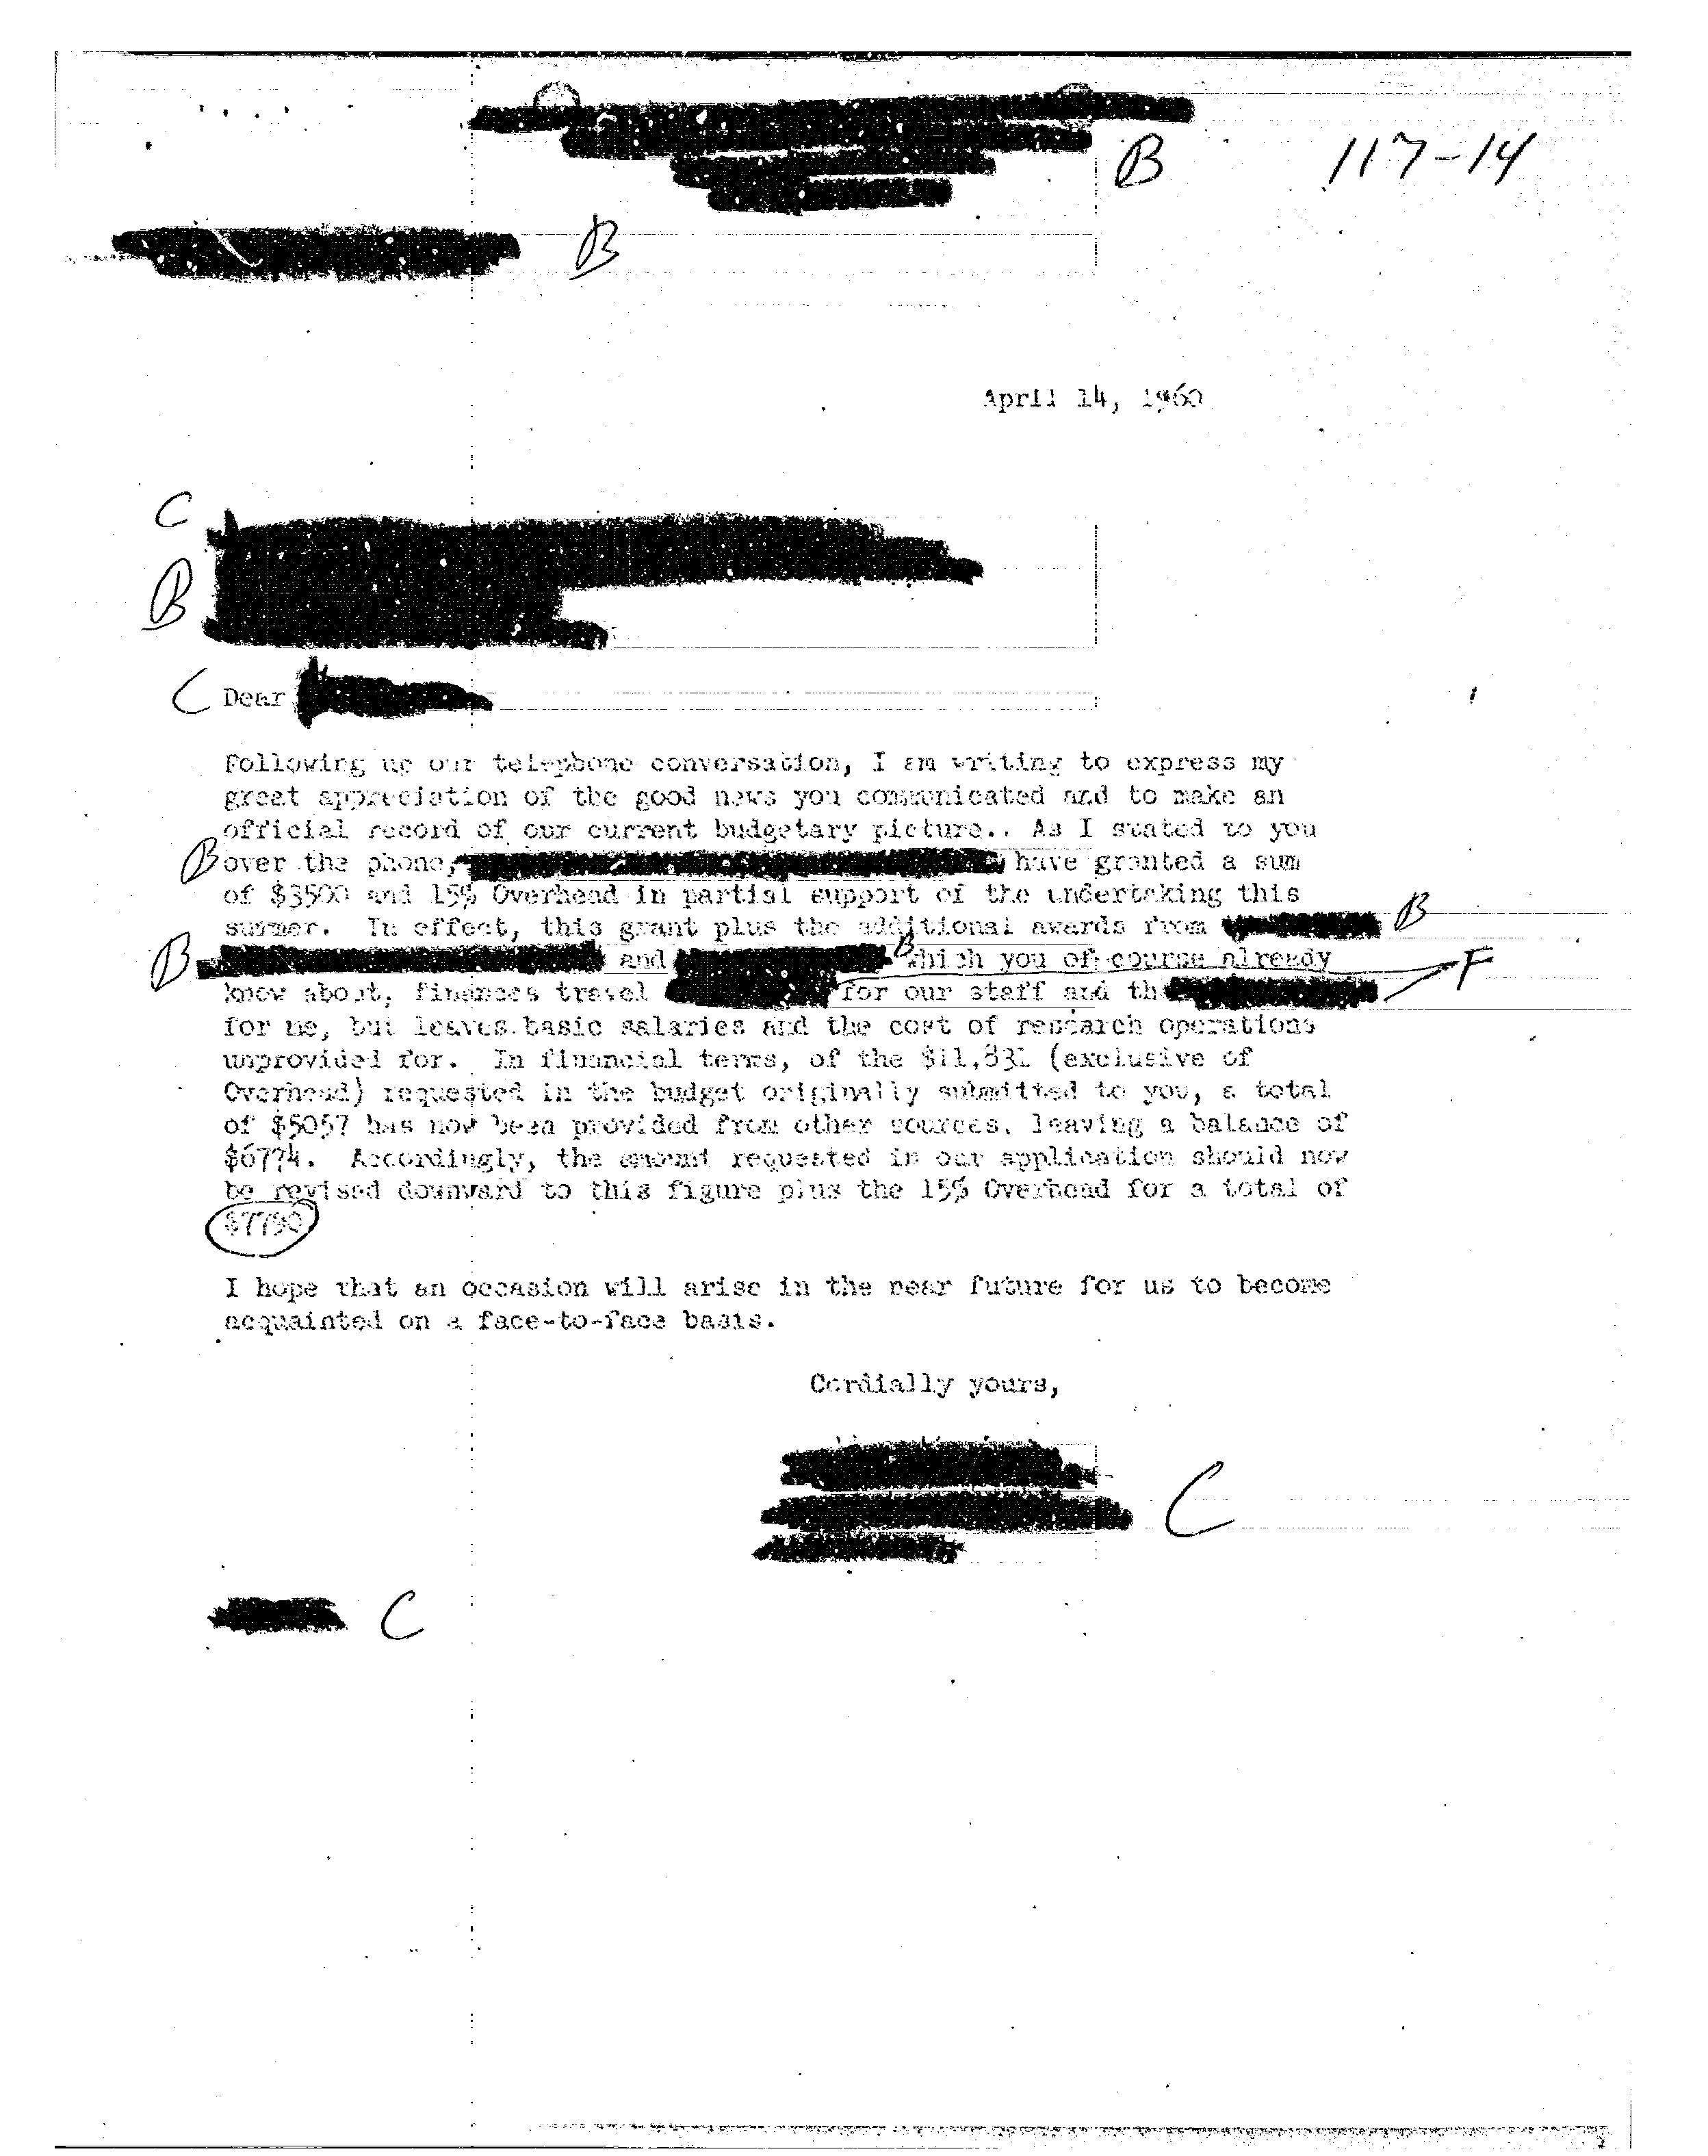 B 117-14
B
April 14, 1960
C
B
C Dear
Following up our telephone conversation, I am writing to express my
great appreciation of the good news you communicated and to make an
official record of our current budgetary picture.. As I stated to you
B over the phone, have granted a sum
of $3500 and 15% Overhead in partial support of the undertaking this
summer. In effect, this grant plus the additional awards from B
B and B which you of course already F
know about, finances travel for our staff and the
for me, but leaves basic salaries and the cost of research operations
unprovided for. In financial terms, of the $11,831 (exclusive of
Overhead) requested in the budget originally submitted to you, a total
of $5057 has now been provided from other sources, leaving a balance of
$6774. Accordingly, the amount requested in our application should now
be revised downward to this figure plus the 15% Overhead for a total of
$7790
I hope that an occasion will arise in the near future for us to become
acquainted on a face-to-face basis.
Cordially yours,
C
C